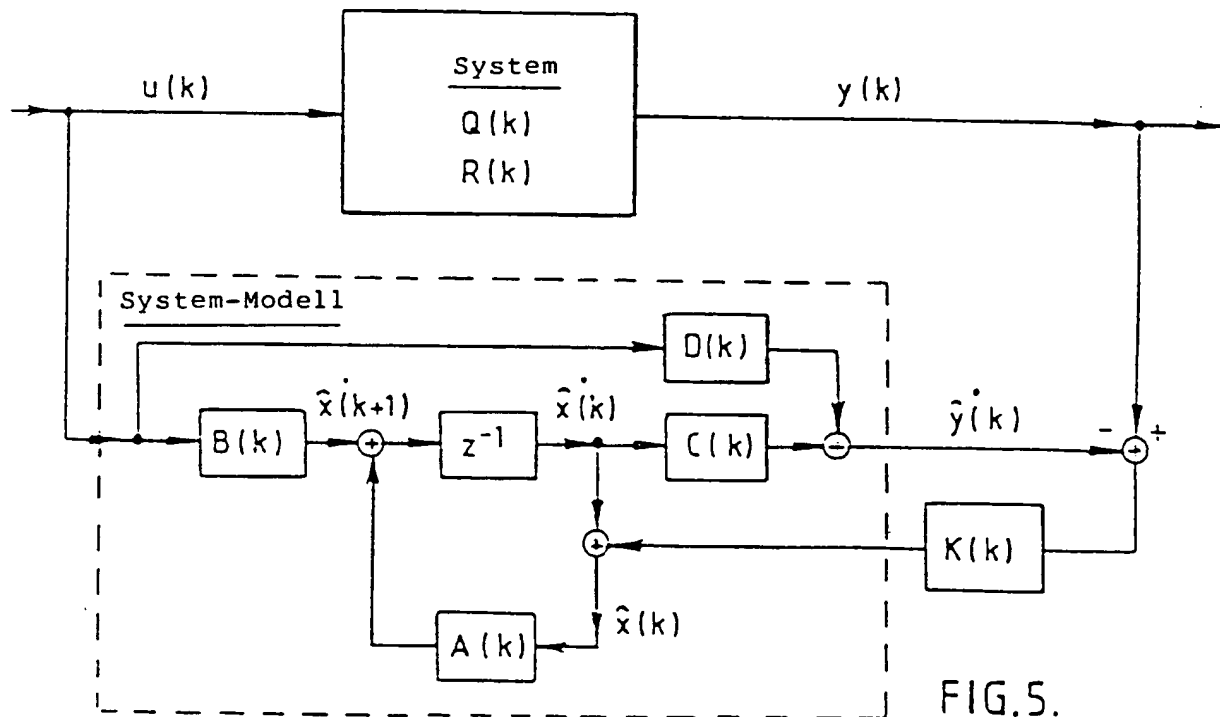 System
u(k)
y(k)
Q(k)
R(k)
System-Modell
D(k)
x̂̇(k+1)
x̂̇(k)
ŷ̇(k)
-
÷
B(k)
+
z⁻¹
C(k)
÷
+
+
K(k)
A(k)
x̂(k)
FIG.5.